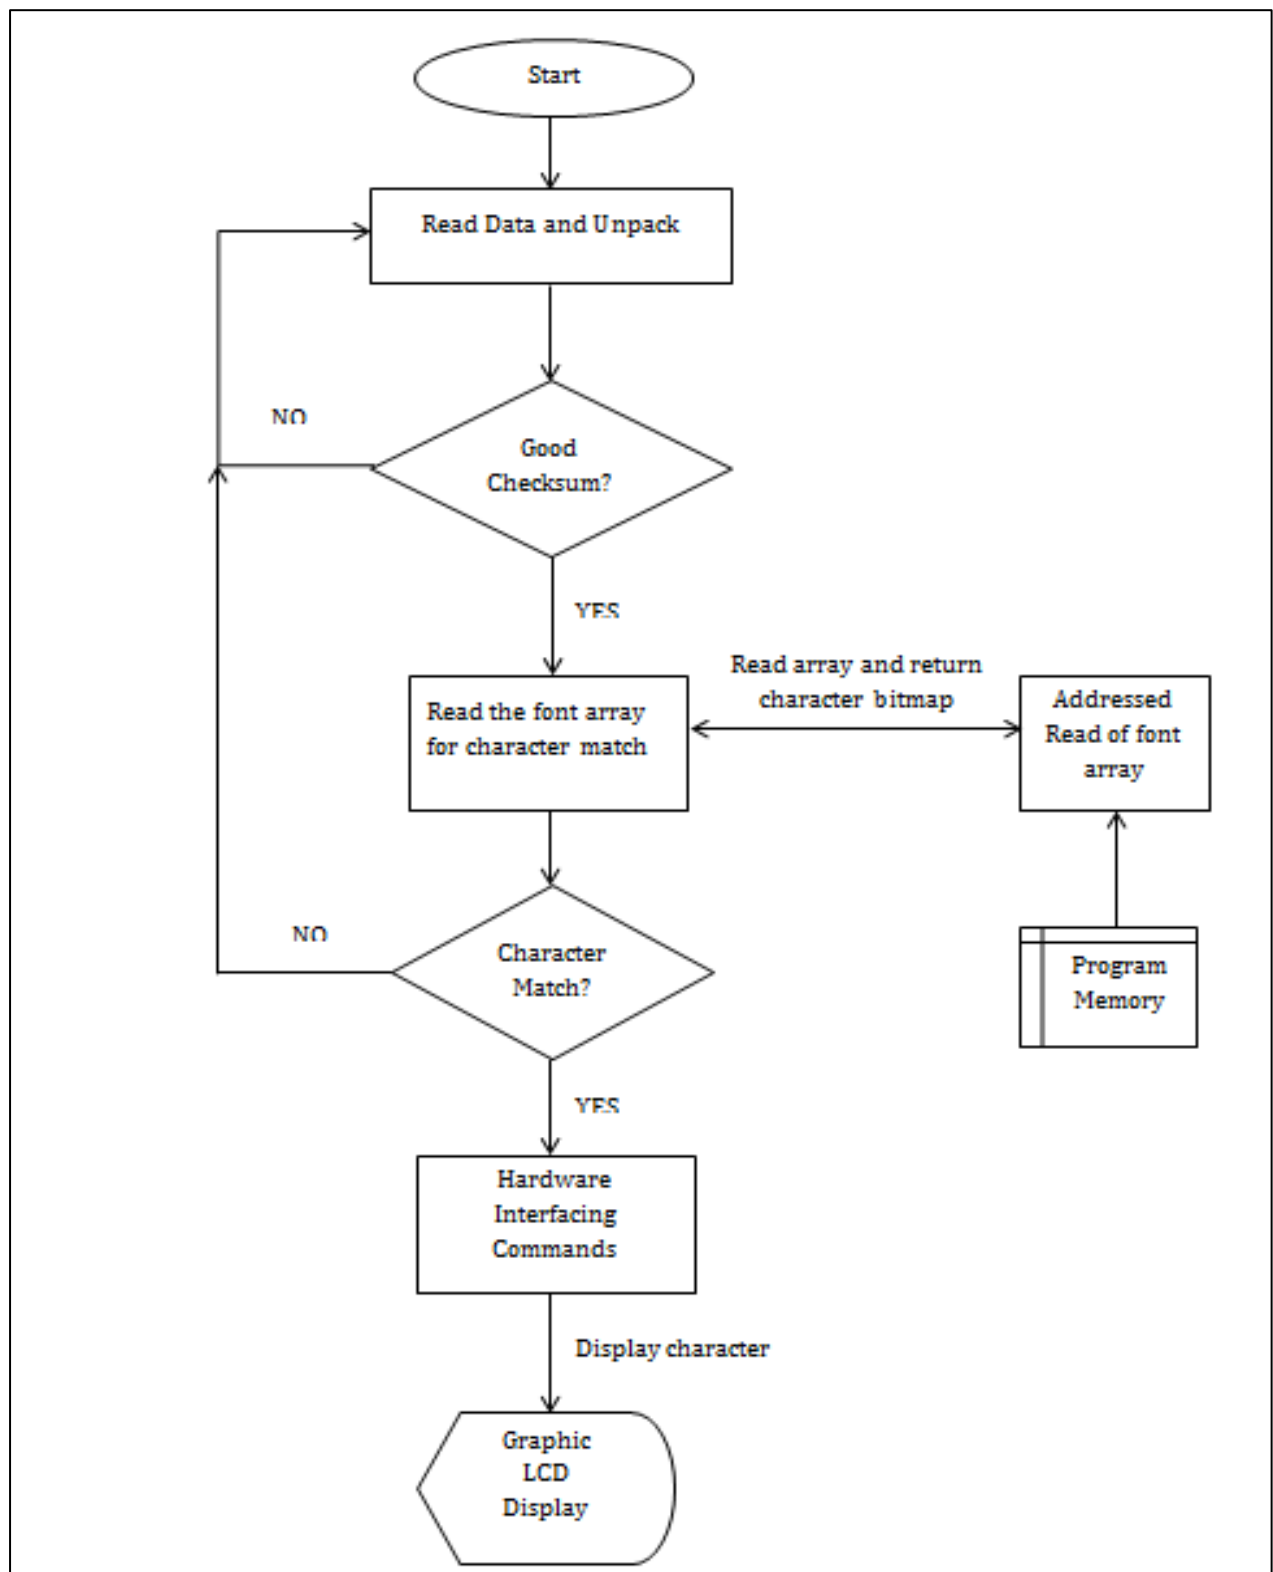 Start
Read Data and Unpack
NO
Good
Checksum?
YES
Read array and return
character bitmap
Read the font array
for character match
Addressed
Read of font
array
NO
Character
Match?
Program
Memory
YES
Hardware
Interfacing
Commands
Display character
Graphic
LCD
Display